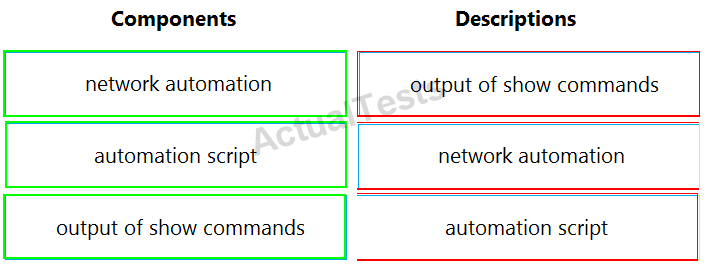 Components Descriptions
network automation output of show commands
automation script network automation
output of show commands automation script
ActualTests